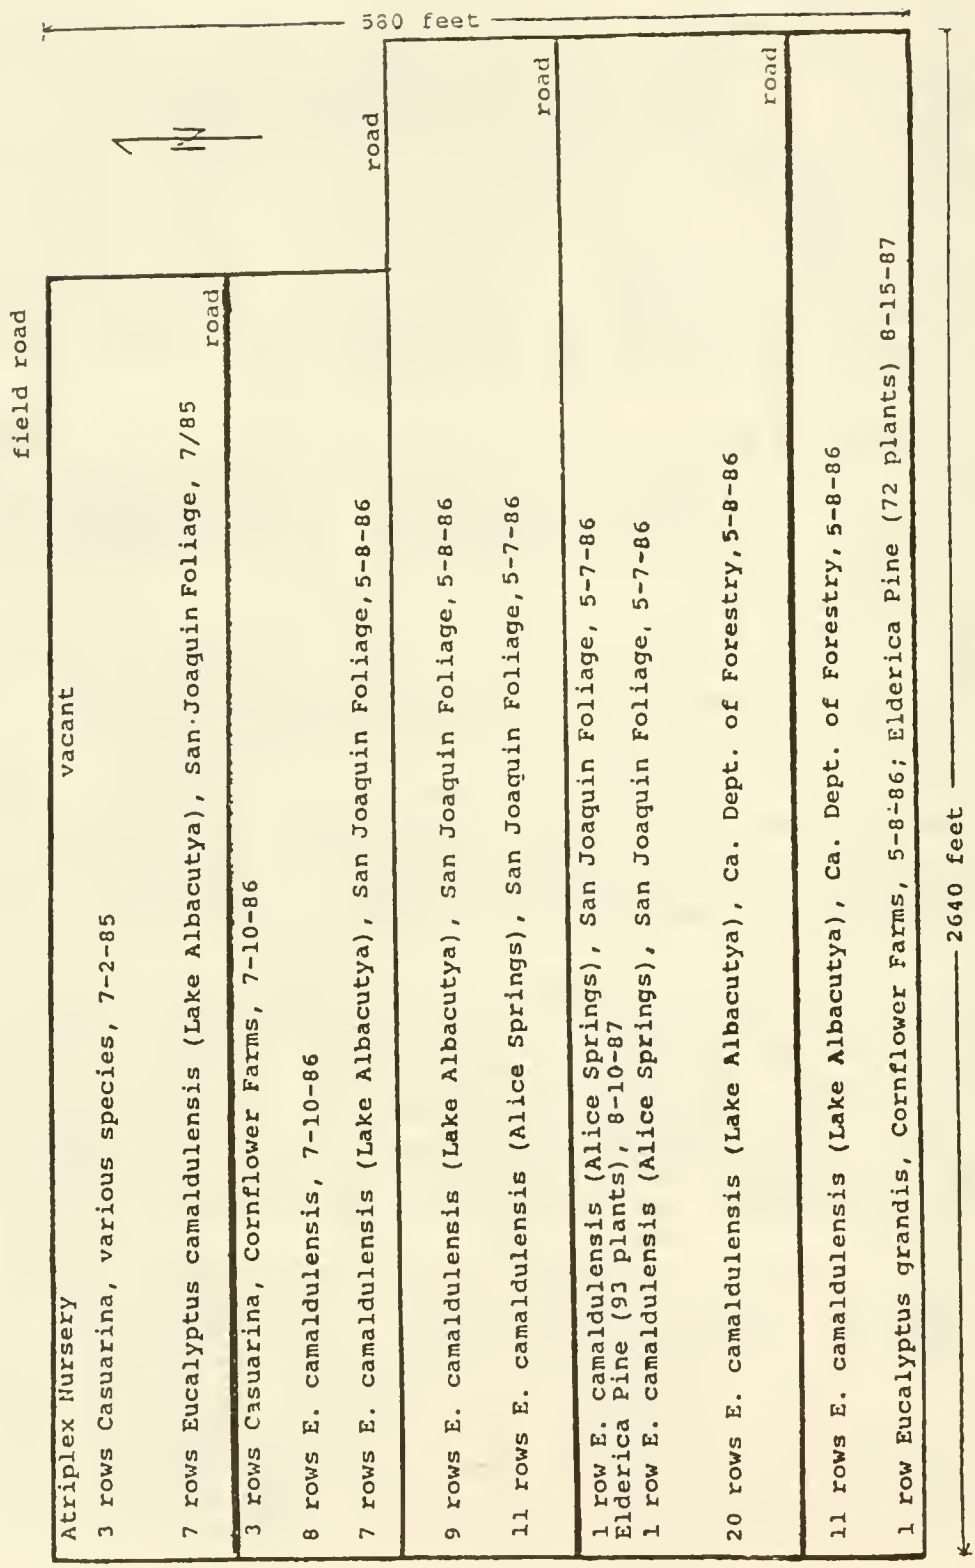 580 feet
field road
N
Atriplex Nursery vacant
3 rows Casuarina, various species, 7-2-85
7 rows Eucalyptus camaldulensis (Lake Albacutya), San Joaquin Foliage, 7/85
road
3 rows Casuarina, Cornflower Farms, 7-10-86
8 rows E. camaldulensis, 7-10-86
7 rows E. camaldulensis (Lake Albacutya), San Joaquin Foliage, 5-8-86
road
9 rows E. camaldulensis (Lake Albacutya), San Joaquin Foliage, 5-8-86
11 rows E. camaldulensis (Alice Springs), San Joaquin Foliage, 5-7-86
road
1 row E. camaldulensis (Alice Springs), San Joaquin Foliage, 5-7-86
Elderica Pine (93 plants), 8-10-87
1 row E. camaldulensis (Alice Springs), San Joaquin Foliage, 5-7-86
20 rows E. camaldulensis (Lake Albacutya), Ca. Dept. of Forestry, 5-8-86
road
11 rows E. camaldulensis (Lake Albacutya), Ca. Dept. of Forestry, 5-8-86
1 row Eucalyptus grandis, Cornflower Farms, 5-8-86; Elderica Pine (72 plants) 8-15-87
2640 feet